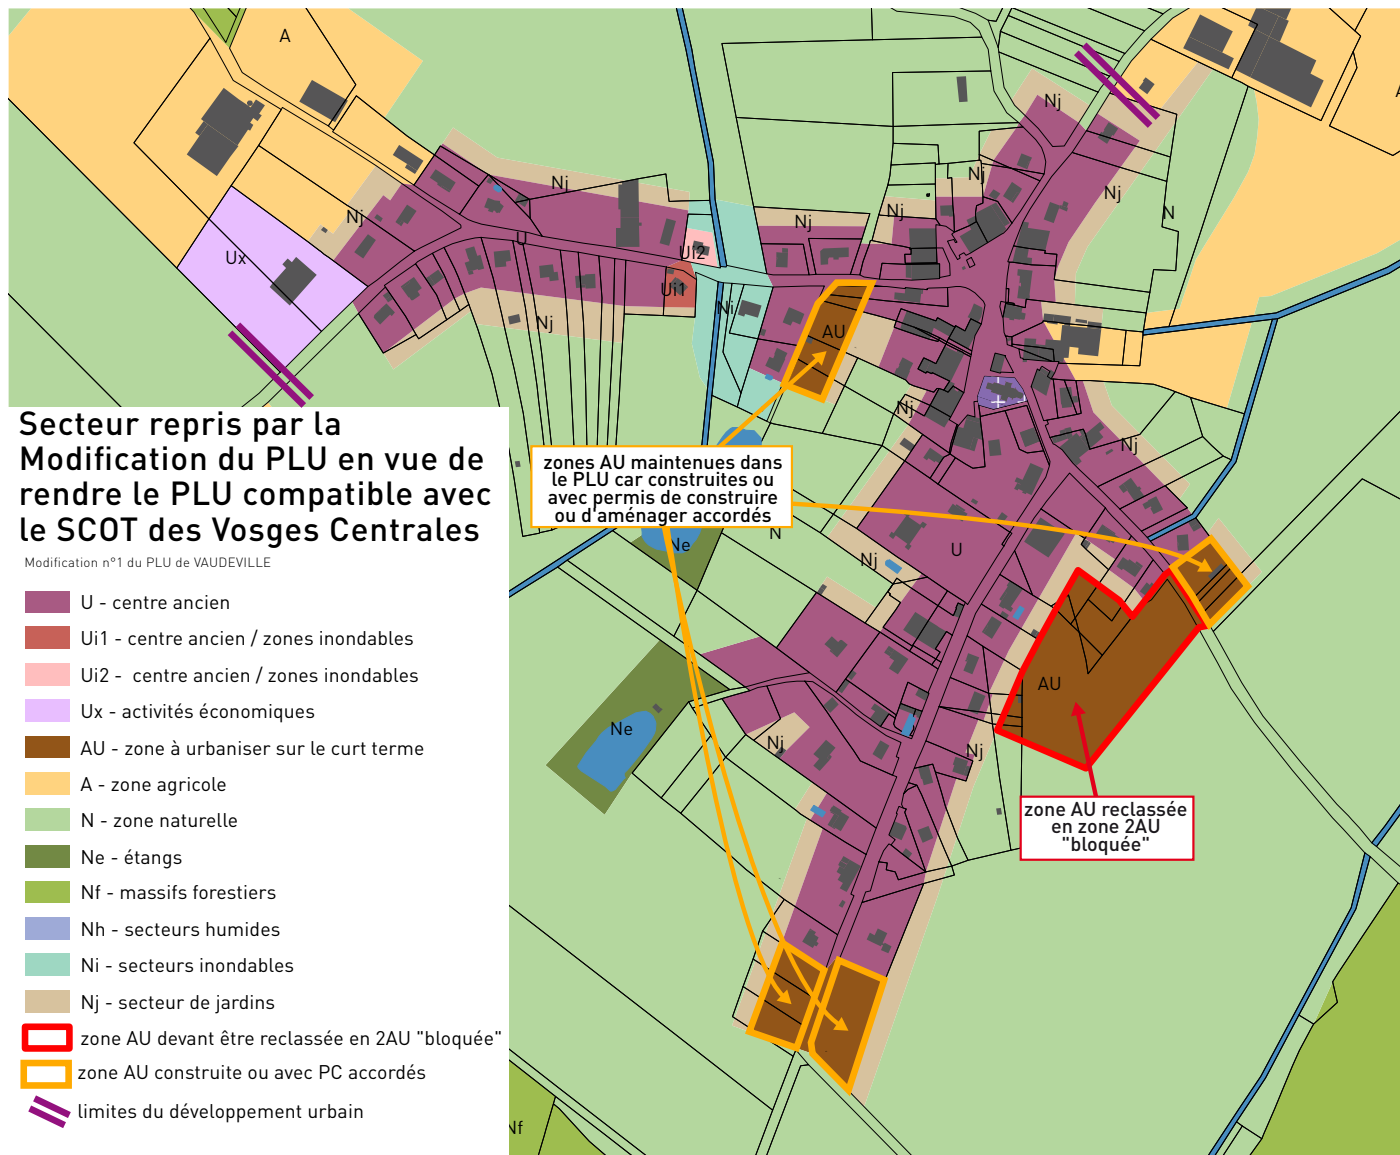 A
A
Nj
Nj
Nj
N
Nj
Nj
Nj
Nj
U
Ux
Ui2
Ui1
Ni
AU
Nj
Nj
Nj
Secteur repris par la
Modification du PLU en vue de
rendre le PLU compatible avec
le SCOT des Vosges Centrales
Modification n°1 du PLU de VAUDEVILLE
zones AU maintenues dans
le PLU car construites ou
avec permis de construire
ou d'aménager accordés
N
Ne
U
Nj
AU
Ne
Nj
Nj
zone AU reclassée
en zone 2AU
"bloquée"
U - centre ancien
Ui1 - centre ancien / zones inondables
Ui2 - centre ancien / zones inondables
Ux - activités économiques
AU - zone à urbaniser sur le curt terme
A - zone agricole
N - zone naturelle
Ne - étangs
Nf - massifs forestiers
Nh - secteurs humides
Ni - secteurs inondables
Nj - secteur de jardins
zone AU devant être reclassée en 2AU "bloquée"
zone AU construite ou avec PC accordés
limites du développement urbain
Nf